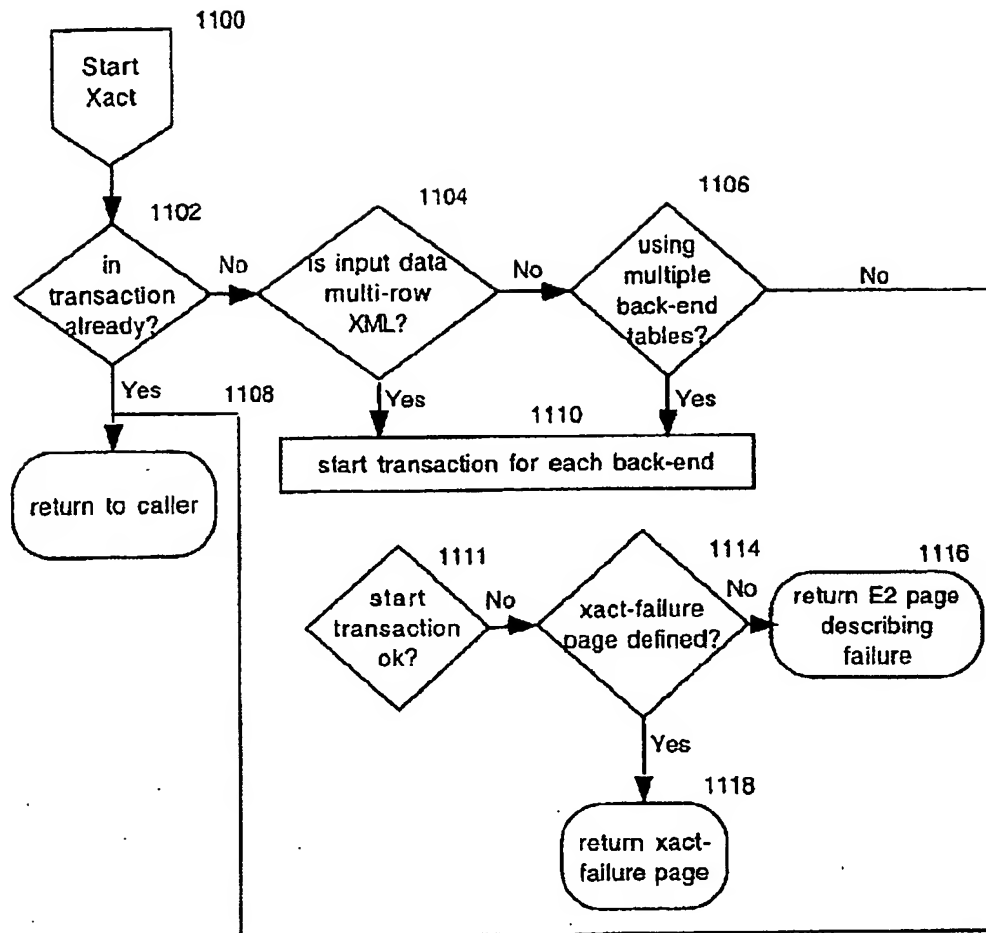 1100
Start
Xact
1102
in
transaction
already?
No
1104
is input data
multi-row
XML?
No
1106
using
multiple
back-end
tables?
No
Yes
1108
Yes
1110
Yes
return to caller
start transaction for each back-end
1111
start
transaction
ok?
No
1114
xact-failure
page defined?
No
1116
return E2 page
describing
failure
Yes
1118
return xact-
failure page